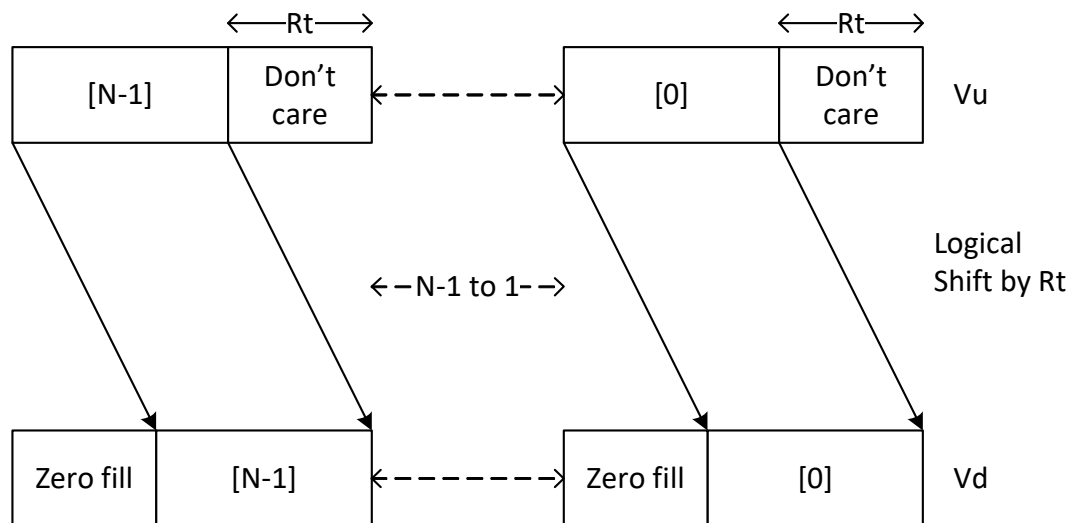 Rt
Rt
[N-1]
Don't
care
[0]
Don't
care
Vu
N-1 to 1
Logical
Shift by Rt
Zero fill
[N-1]
Zero fill
[0]
Vd